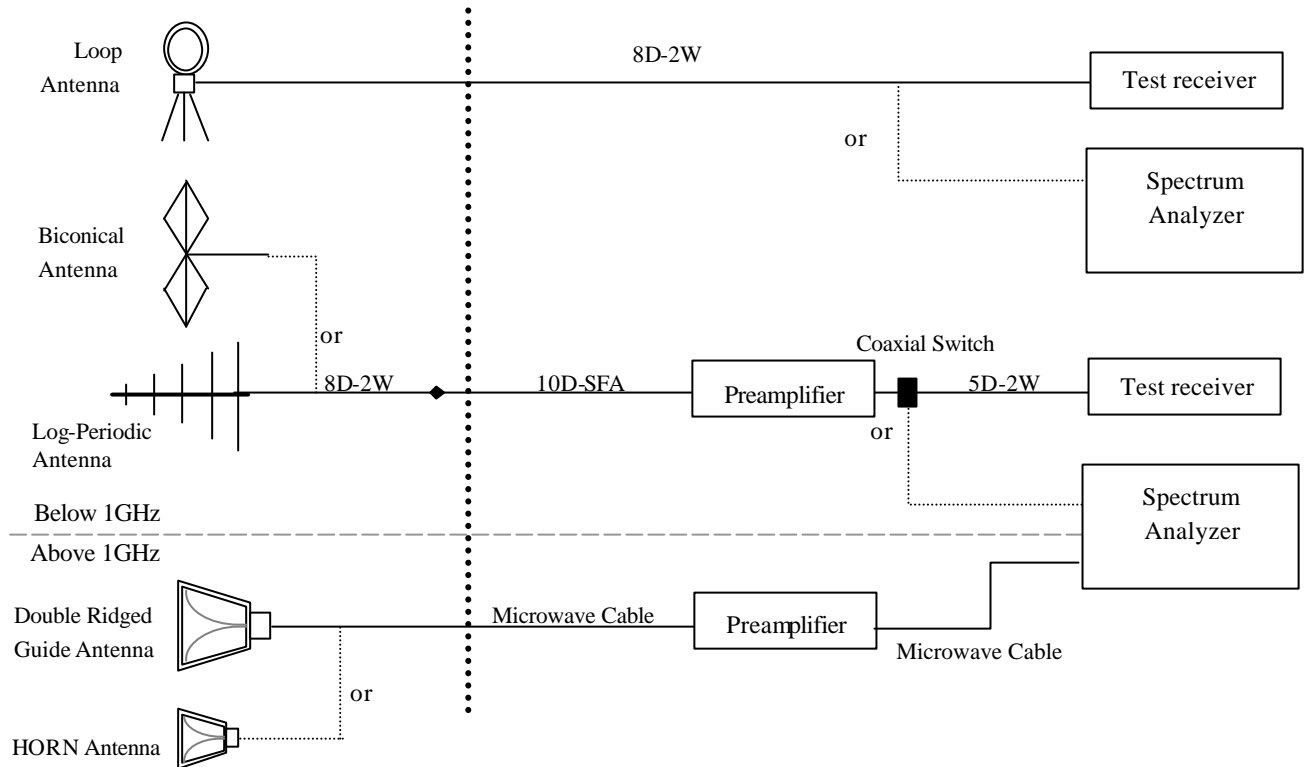 Loop
Antenna
8D-2W
Test receiver
or
Spectrum
Analyzer
Biconical
Antenna
or
Coaxial Switch
8D-2W
10D-SFA
Preamplifier
5D-2W
Test receiver
or
Log-Periodic
Antenna
Spectrum
Analyzer
Below 1GHz
Above 1GHz
Double Ridged
Guide Antenna
Microwave Cable
Preamplifier
Microwave Cable
or
HORN Antenna